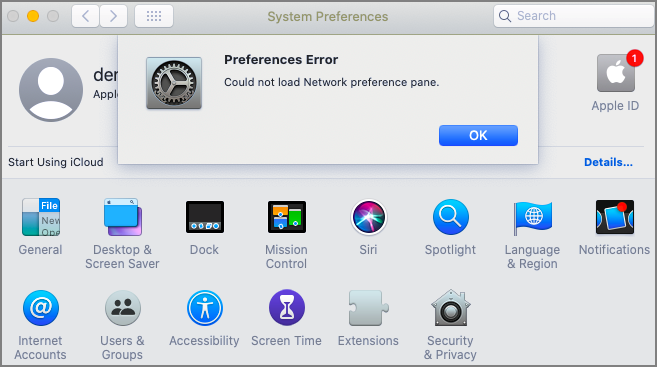 System Preferences
Search
Preferences Error
Could not load Network preference pane.
OK
der
Apple
1
Apple ID
Start Using iCloud
Details...
File
New
Ope
General
Desktop &
Screen Saver
Dock
Mission
Control
Siri
Spotlight
Language
& Region
Notifications
@
Internet
Accounts
Users &
Groups
Accessibility
Screen Time
Extensions
Security
& Privacy